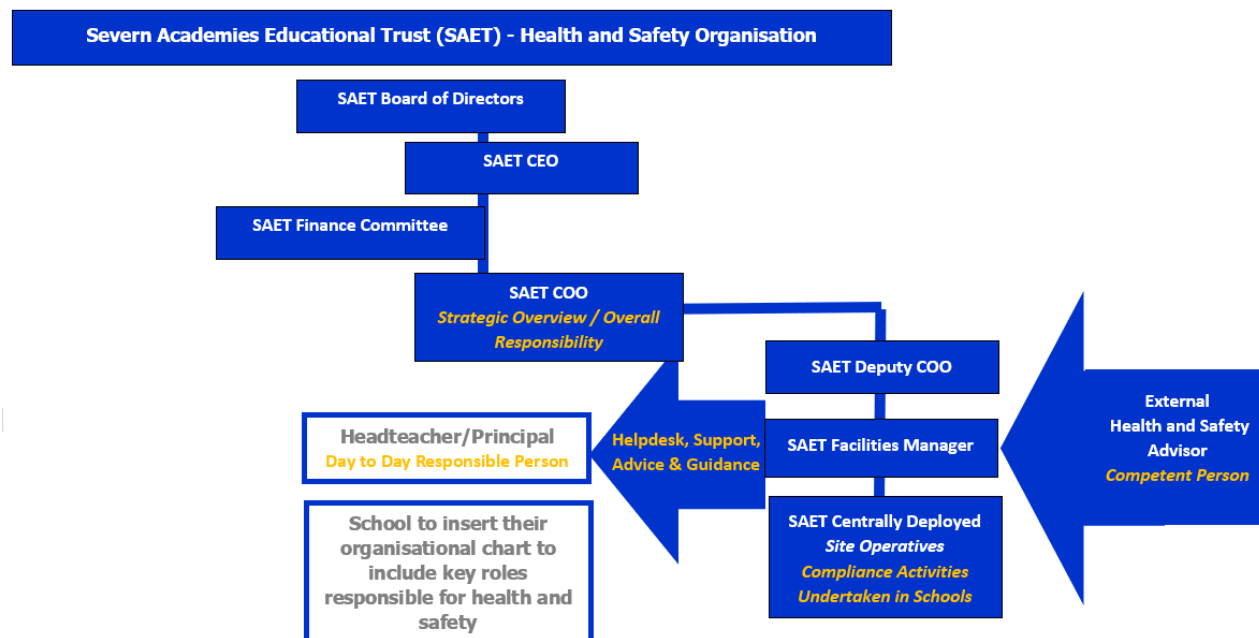 Severn Academies Educational Trust (SAET) - Health and Safety Organisation
SAET Board of Directors
SAET CEO
SAET Finance Committee
SAET COO
Strategic Overview / Overall
Responsibility
SAET Deputy COO
SAET Facilities Manager
SAET Centrally Deployed
Site Operatives
Compliance Activities
Undertaken in Schools
External
Health and Safety
Advisor
Competent Person
Helpdesk, Support,
Advice & Guidance
Headteacher/Principal
Day to Day Responsible Person
School to insert their
organisational chart to
include key roles
responsible for health and
safety